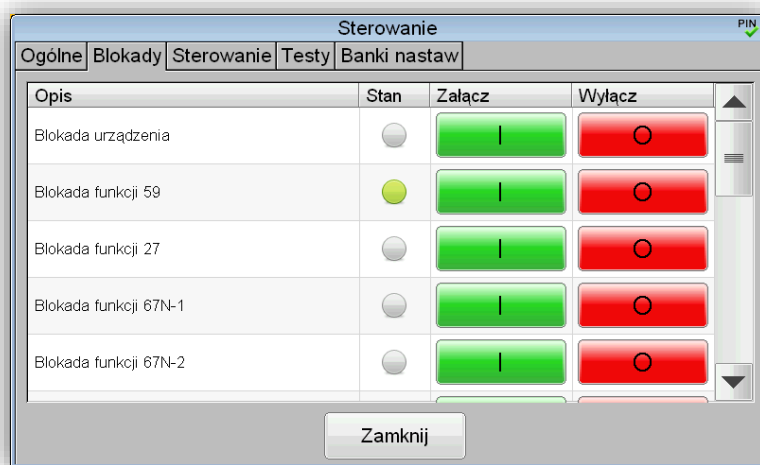 Sterowanie
PIN
Ogólne Blokady Sterowanie Testy Banki nastaw
Opis Stan Załącz Wyłącz
Blokada urządzenia I O
Blokada funkcji 59 I O
Blokada funkcji 27 I O
Blokada funkcji 67N-1 I O
Blokada funkcji 67N-2 I O
Zamknij